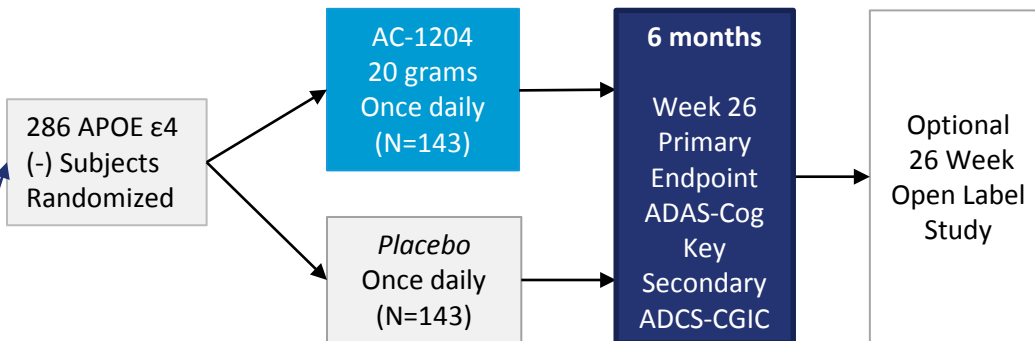 286 APOE ε4
(-) Subjects
Randomized
AC-1204
20 grams
Once daily
(N=143)
Placebo
Once daily
(N=143)
6 months
Week 26
Primary
Endpoint
ADAS-Cog
Key
Secondary
ADCS-CGIC
Optional
26 Week
Open Label
Study